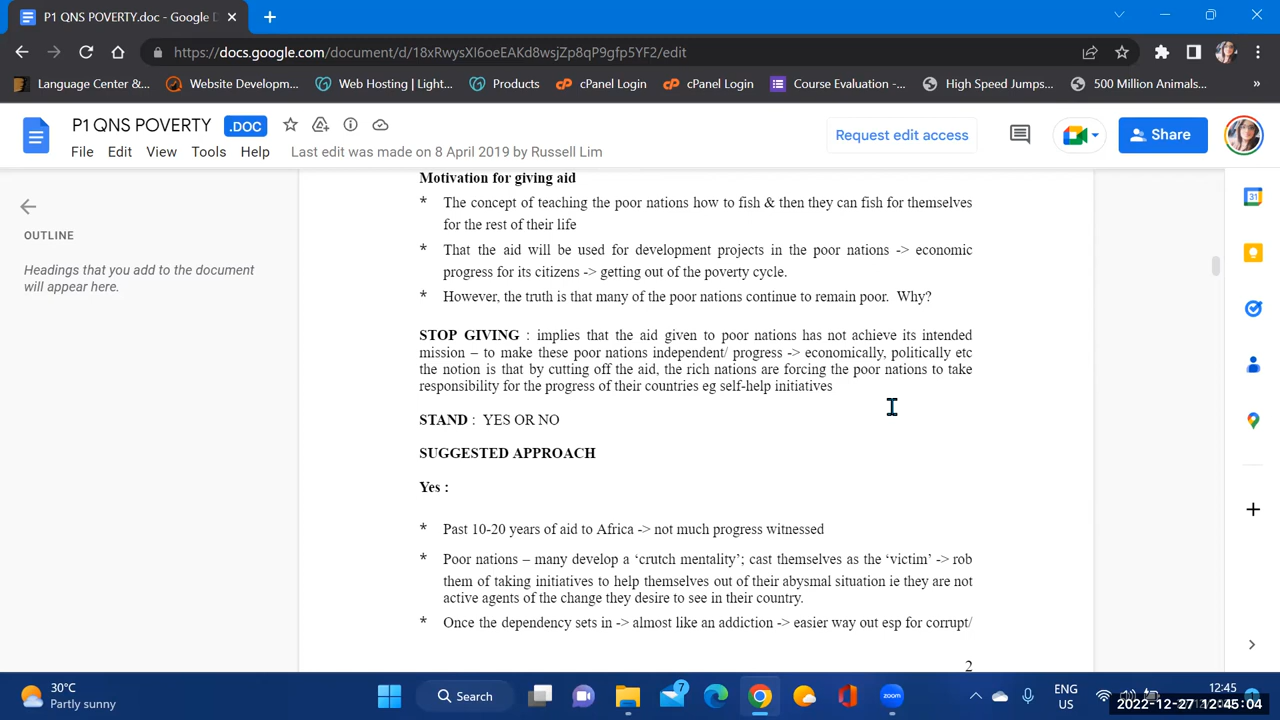 P1 QNS POVERTY.doc - Google D
https://docs.google.com/document/d/18xRwysXI6oeEAKd8wsjZp8qP9gfp5YF2/edit
Language Center &... Website Developm... Web Hosting | Light... Products cPanel Login cPanel Login Course Evaluation -... High Speed Jumps... 500 Million Animals... »
P1 QNS POVERTY .DOC
Request edit access
Share
File Edit View Tools Help Last edit was made on 8 April 2019 by Russell Lim
OUTLINE
Headings that you add to the document
will appear here.
Motivation for giving aid
* The concept of teaching the poor nations how to fish & then they can fish for themselves
for the rest of their life
* That the aid will be used for development projects in the poor nations -> economic
progress for its citizens -> getting out of the poverty cycle.
* However, the truth is that many of the poor nations continue to remain poor. Why?
STOP GIVING : implies that the aid given to poor nations has not achieve its intended
mission – to make these poor nations independent/ progress -> economically, politically etc
the notion is that by cutting off the aid, the rich nations are forcing the poor nations to take
responsibility for the progress of their countries eg self-help initiatives
STAND : YES OR NO
SUGGESTED APPROACH
Yes :
* Past 10-20 years of aid to Africa -> not much progress witnessed
* Poor nations – many develop a ‘crutch mentality’; cast themselves as the ‘victim’ -> rob
them of taking initiatives to help themselves out of their abysmal situation ie they are not
active agents of the change they desire to see in their country.
* Once the dependency sets in -> almost like an addiction -> easier way out esp for corrupt/
2
31
30°C
Partly sunny
Search
7
zoom
ENG
US
12:45
2022-12-27 12:45:04